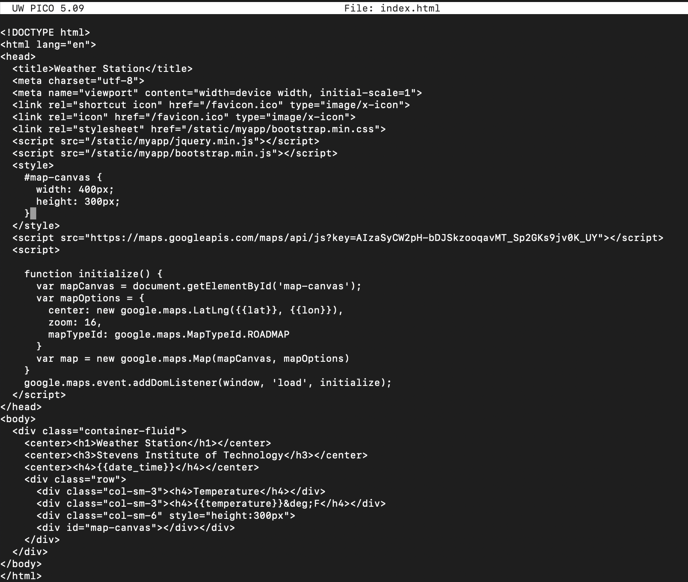 UW PICO 5.09 File: index.html
<!DOCTYPE html>
<html lang="en">
<head>
<title>Weather Station</title>
<meta charset="utf-8">
<meta name="viewport" content="width=device width, initial-scale=1">
<link rel="shortcut icon" href="/favicon.ico" type="image/x-icon">
<link rel="icon" href="/favicon.ico" type="image/x-icon">
<link rel="stylesheet" href="/static/myapp/bootstrap.min.css">
<script src="/static/myapp/jquery.min.js"></script>
<script src="/static/myapp/bootstrap.min.js"></script>
<style>
#map-canvas {
width: 400px;
height: 300px;
}
</style>
<script src="https://maps.googleapis.com/maps/api/js?key=AIzaSyCW2pH-bDJSkzooqavMT_Sp2GKs9jv0K_UY"></script>
<script>
function initialize() {
var mapCanvas = document.getElementById('map-canvas');
var mapOptions = {
center: new google.maps.LatLng({{lat}}, {{lon}}),
zoom: 16,
mapTypeId: google.maps.MapTypeId.ROADMAP
}
var map = new google.maps.Map(mapCanvas, mapOptions)
}
google.maps.event.addDomListener(window, 'load', initialize);
</script>
</head>
<body>
<div class="container-fluid">
<center><h1>Weather Station</h1></center>
<center><h3>Stevens Institute of Technology</h3></center>
<center><h4>{{date_time}}</h4></center>
<div class="row">
<div class="col-sm-3"><h4>Temperature</h4></div>
<div class="col-sm-3"><h4>{{temperature}}&deg;F</h4></div>
<div class="col-sm-6" style="height:300px">
<div id="map-canvas"></div></div>
</div>
</div>
</body>
</html>